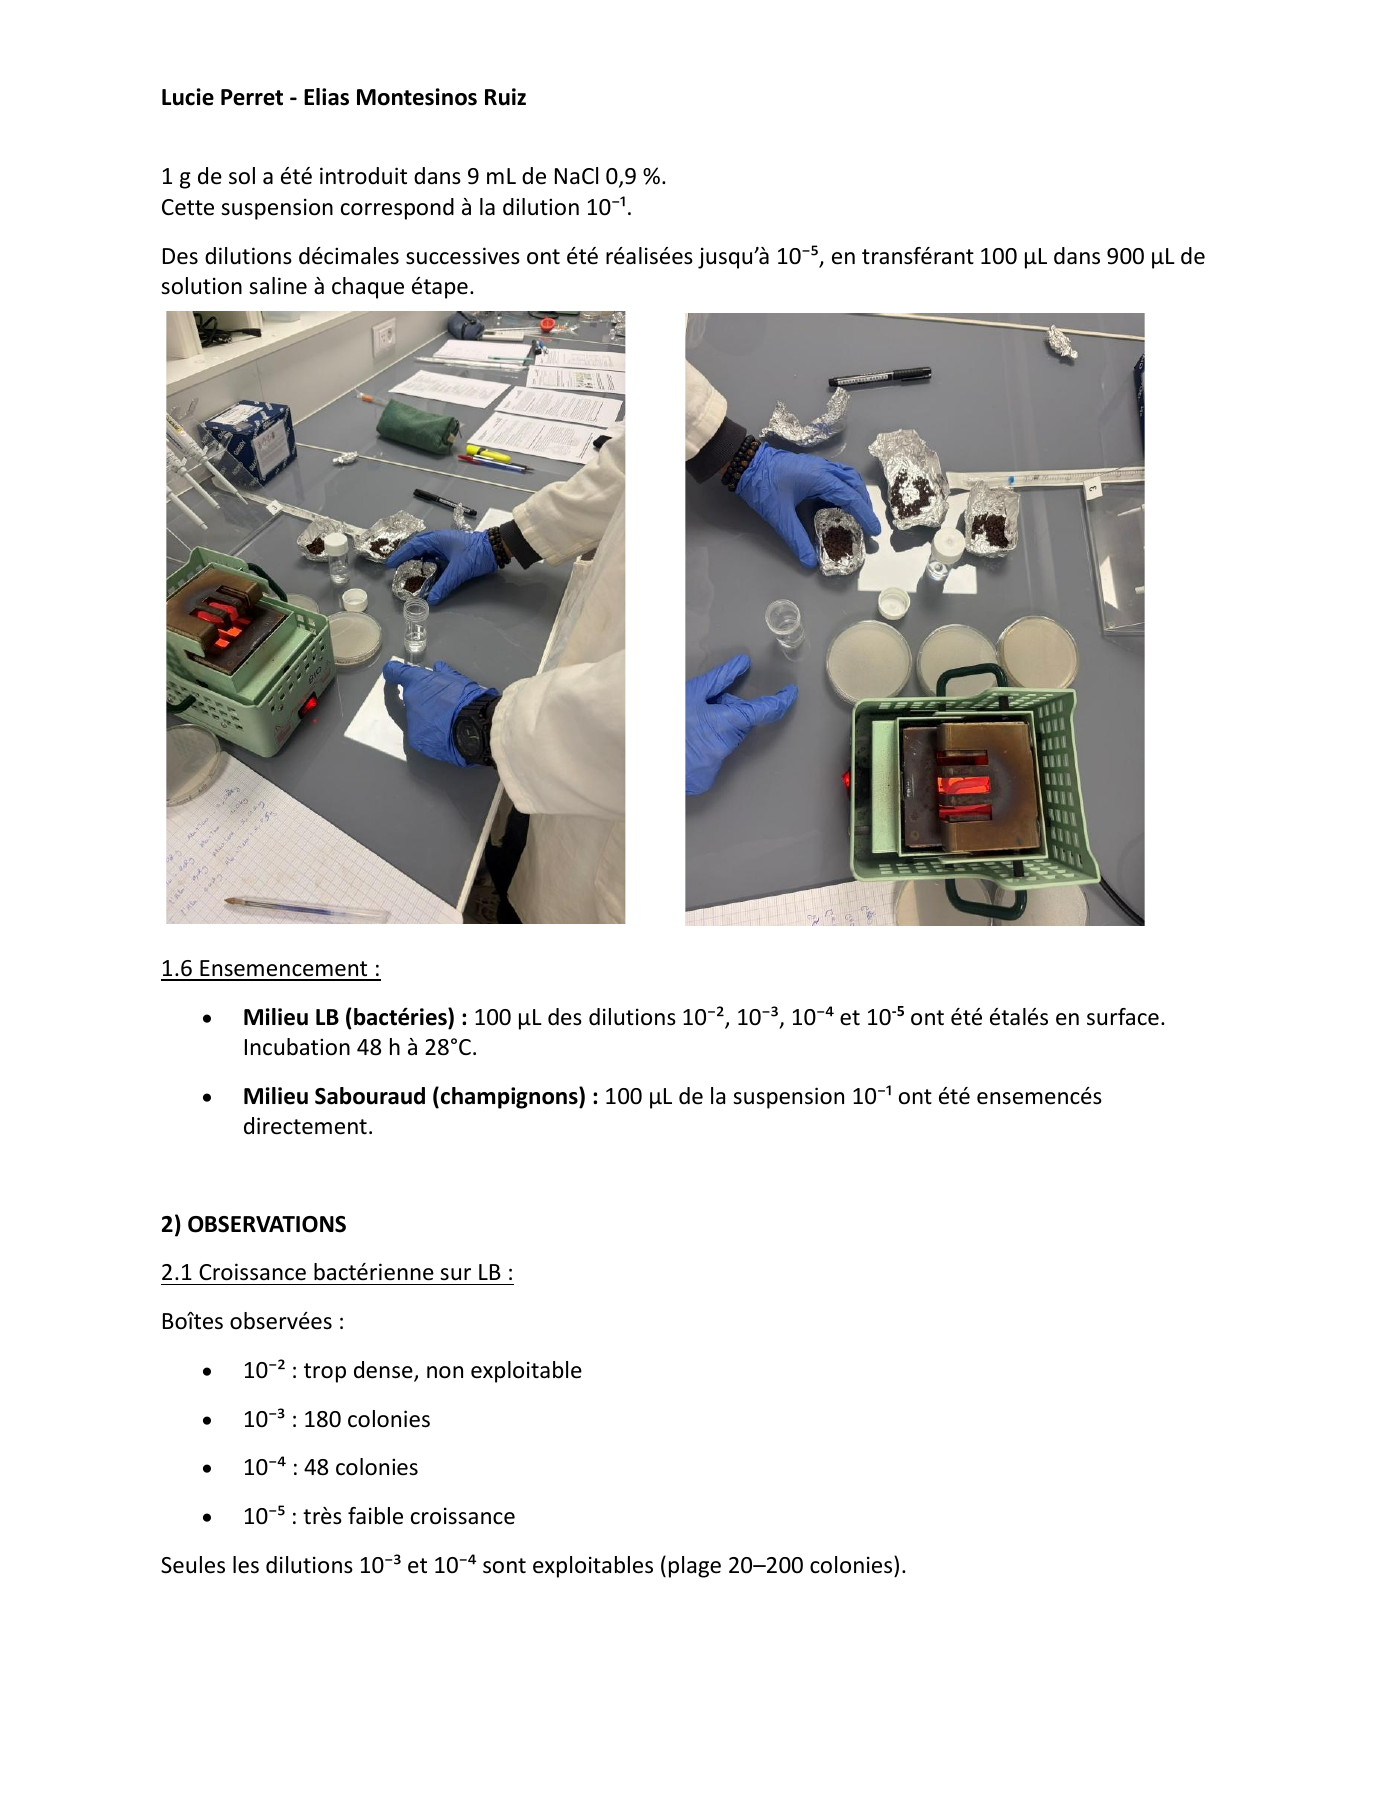 Lucie Perret - Elias Montesinos Ruiz
1 g de sol a été introduit dans 9 mL de NaCl 0,9 %.
Cette suspension correspond à la dilution 10⁻¹.
Des dilutions décimales successives ont été réalisées jusqu’à 10⁻⁵, en transférant 100 µL dans 900 µL de
solution saline à chaque étape.
1.6 Ensemencement :
• Milieu LB (bactéries) : 100 µL des dilutions 10⁻², 10⁻³, 10⁻⁴ et 10⁻⁵ ont été étalés en surface.
Incubation 48 h à 28°C.
• Milieu Sabouraud (champignons) : 100 µL de la suspension 10⁻¹ ont été ensemencés
directement.
2) OBSERVATIONS
2.1 Croissance bactérienne sur LB :
Boîtes observées :
• 10⁻² : trop dense, non exploitable
• 10⁻³ : 180 colonies
• 10⁻⁴ : 48 colonies
• 10⁻⁵ : très faible croissance
Seules les dilutions 10⁻³ et 10⁻⁴ sont exploitables (plage 20–200 colonies).